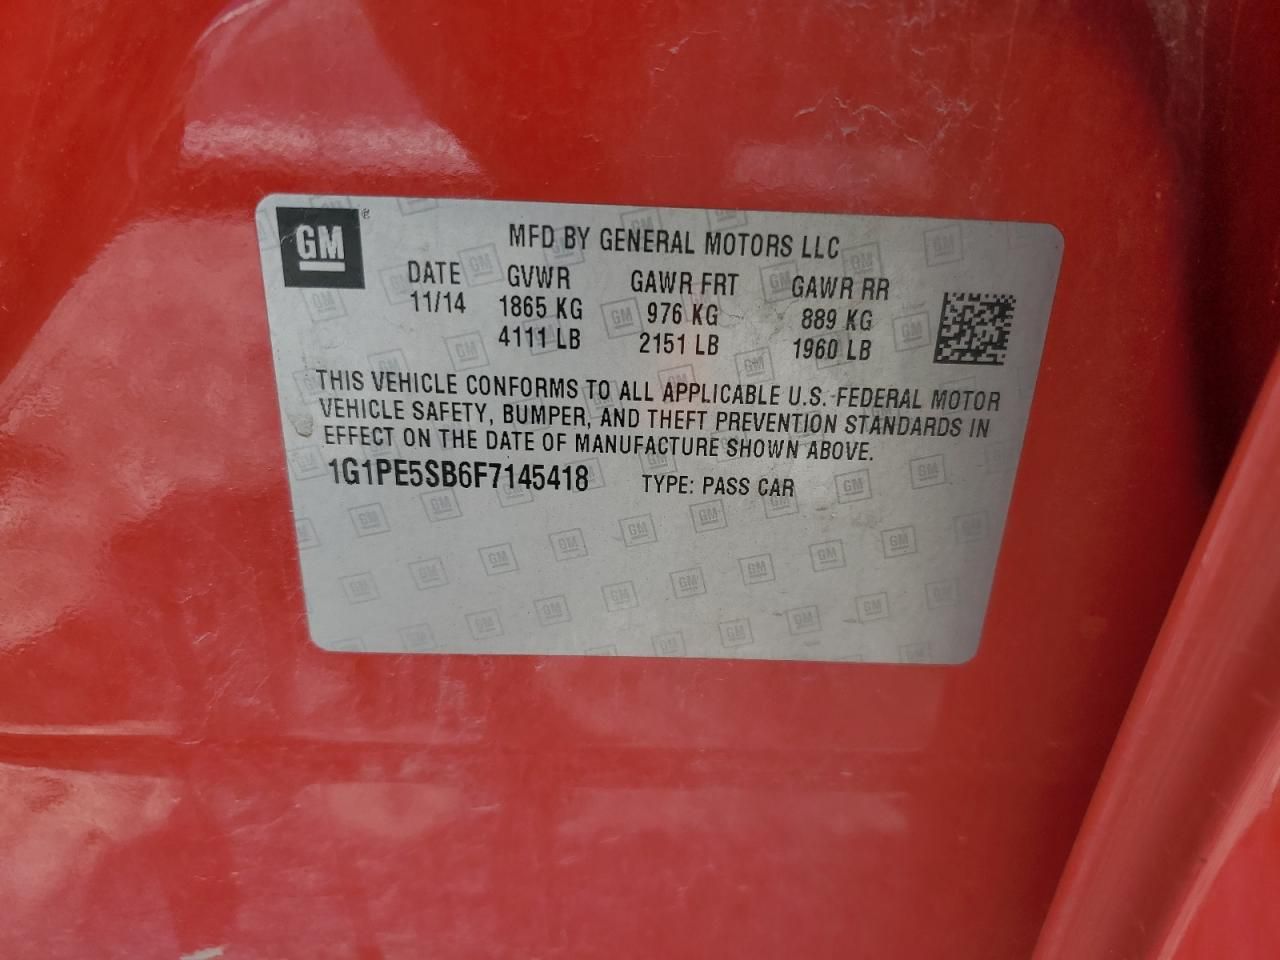 GM®
MFD BY GENERAL MOTORS LLC
DATE GVWR GAWR FRT GAWR RR
11/14 1865 KG 976 KG 889 KG
4111 LB 2151 LB 1960 LB
THIS VEHICLE CONFORMS TO ALL APPLICABLE U.S. FEDERAL MOTOR
VEHICLE SAFETY, BUMPER, AND THEFT PREVENTION STANDARDS IN
EFFECT ON THE DATE OF MANUFACTURE SHOWN ABOVE.
1G1PE5SB6F7145418 TYPE: PASS CAR